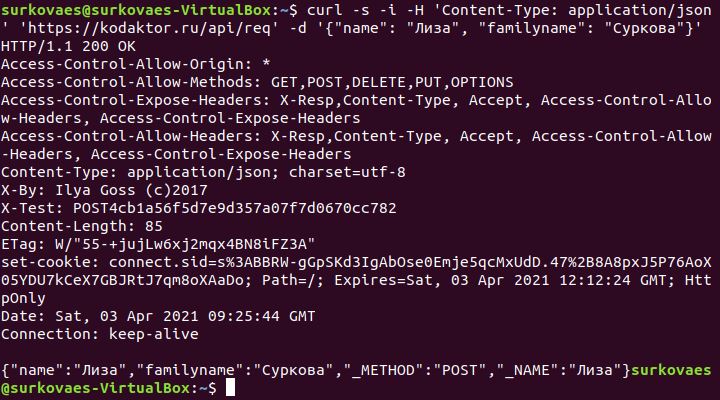 surkovaes@surkovaes-VirtualBox:~$ curl -s -i -H 'Content-Type: application/json
' 'https://kodaktor.ru/api/req' -d '{"name": "Лиза", "familyname": "Суркова"}'
HTTP/1.1 200 OK
Access-Control-Allow-Origin: *
Access-Control-Allow-Methods: GET,POST,DELETE,PUT,OPTIONS
Access-Control-Expose-Headers: X-Resp,Content-Type, Accept, Access-Control-Allo
w-Headers, Access-Control-Expose-Headers
Access-Control-Allow-Headers: X-Resp,Content-Type, Accept, Access-Control-Allow
-Headers, Access-Control-Expose-Headers
Content-Type: application/json; charset=utf-8
X-By: Ilya Goss (c)2017
X-Test: POST4cb1a56f5d7e9d357a07f7d0670cc782
Content-Length: 85
ETag: W/"55-+jujLw6xj2mqx4BN8iFZ3A"
set-cookie: connect.sid=s%3ABBRW-gGpSKd3IgAbOse0Emje5qcMxUdD.47%2B8A8pxJ5P76AoX
05YDU7kCeX7GBJRtJ7qm8oXAaDo; Path=/; Expires=Sat, 03 Apr 2021 12:12:24 GMT; Htt
pOnly
Date: Sat, 03 Apr 2021 09:25:44 GMT
Connection: keep-alive
{"name":"Лиза","familyname":"Суркова","_METHOD":"POST","_NAME":"Лиза"}surkovaes
@surkovaes-VirtualBox:~$